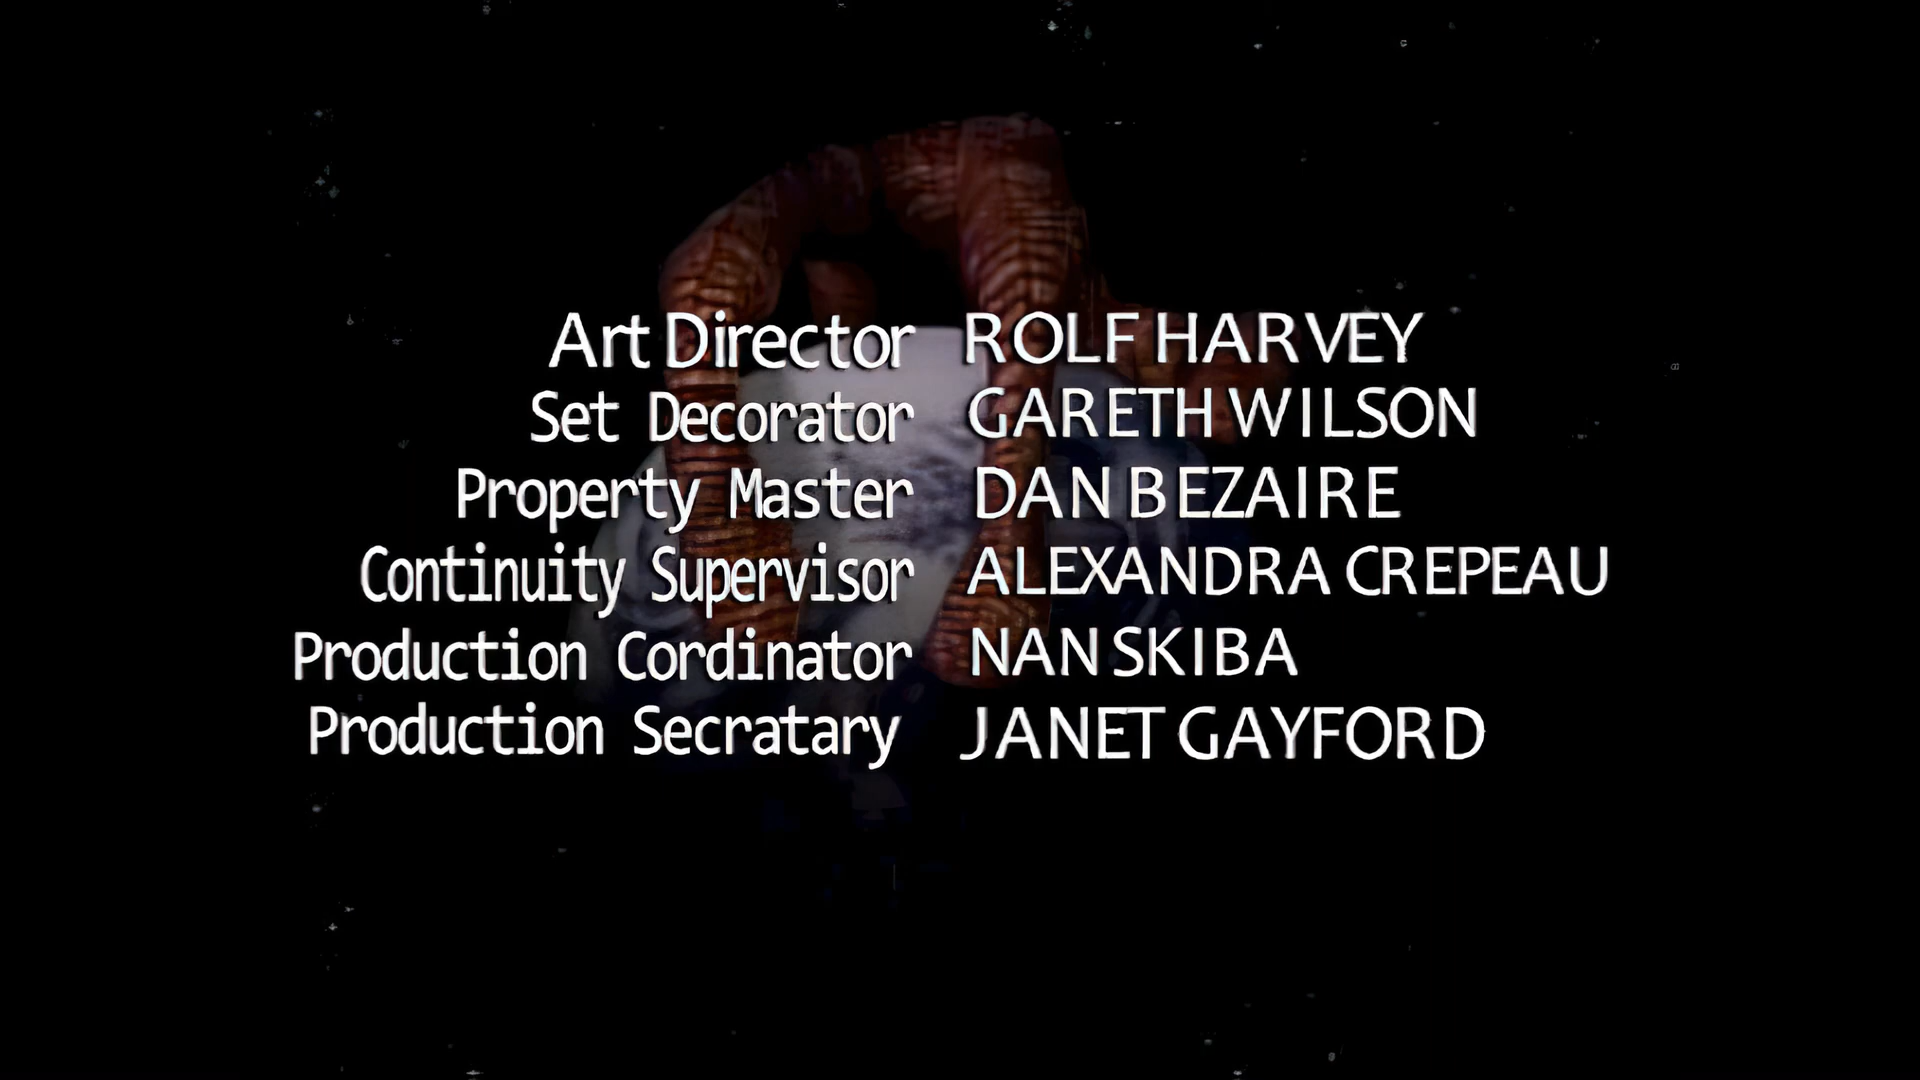 Art Director ROLF HARVEY
Set Decorator GARETH WILSON
Property Master DAN BEZAIRE
Continuity Supervisor ALEXANDRA CREPEAU
Production Cordinator NAN SKIBA
Production Secratary JANET GAYFORD